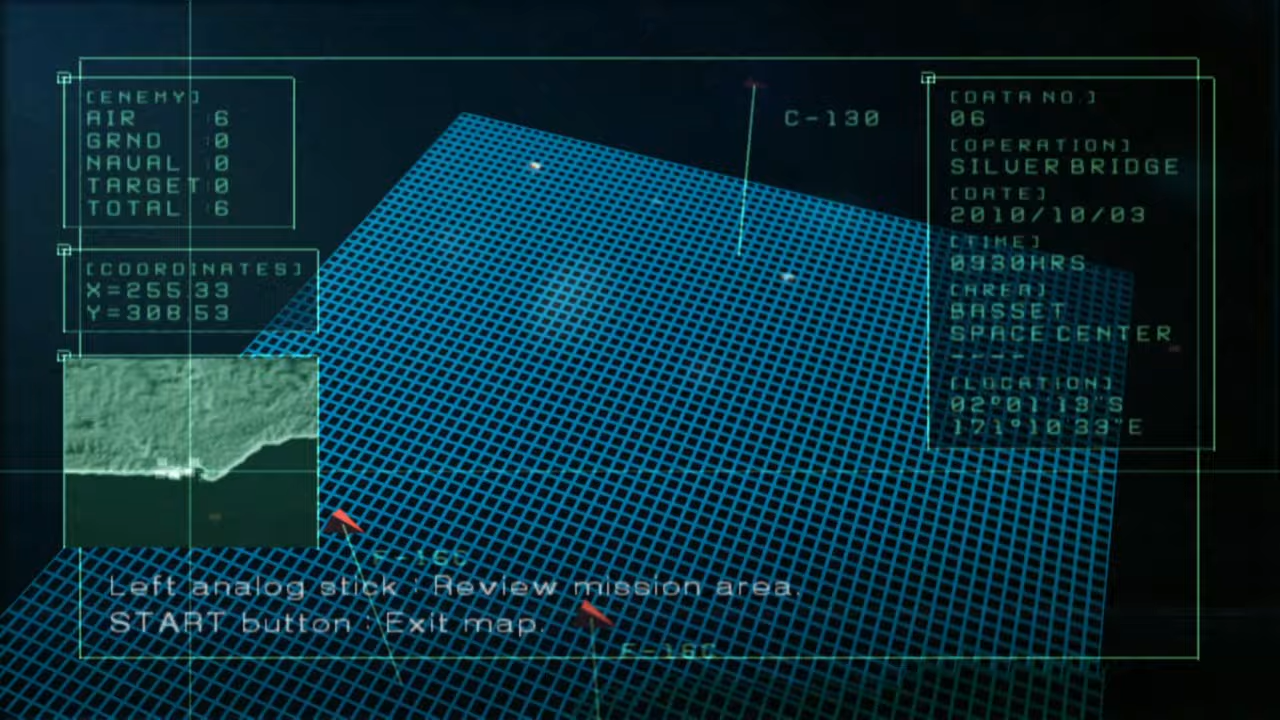 [ENEMY]
AIR :6
GRND :0
NAVAL :0
TARGET:0
TOTAL :6
[COORDINATES]
X=255.33
Y=308.53
C-130
[DATA NO.]
06
[OPERATION]
SILVER BRIDGE
[DATE]
2010/10/03
[TIME]
0930HRS
[AREA]
BASSET
SPACE CENTER
----
[LOCATION]
02°01'13"S
171°10'33"E
F-16C
Left analog stick : Review mission area.
START button : Exit map.
F-16C